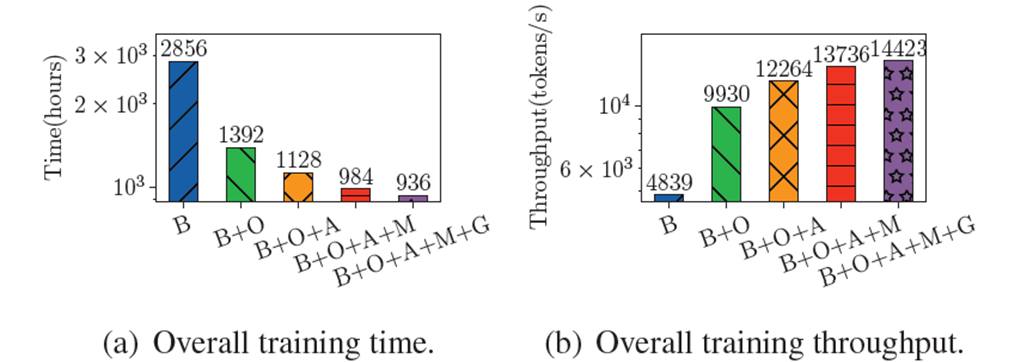 Time(hours)
3 × 10³
2 × 10³
10³
2856
1392
1128
984
936
B
B+O
B+O+A
B+O+A+M
B+O+A+M+G
(a) Overall training time.
Throughput(tokens/s)
10⁴
6 × 10³
4839
9930
12264
13736
14423
B
B+O
B+O+A
B+O+A+M
B+O+A+M+G
(b) Overall training throughput.